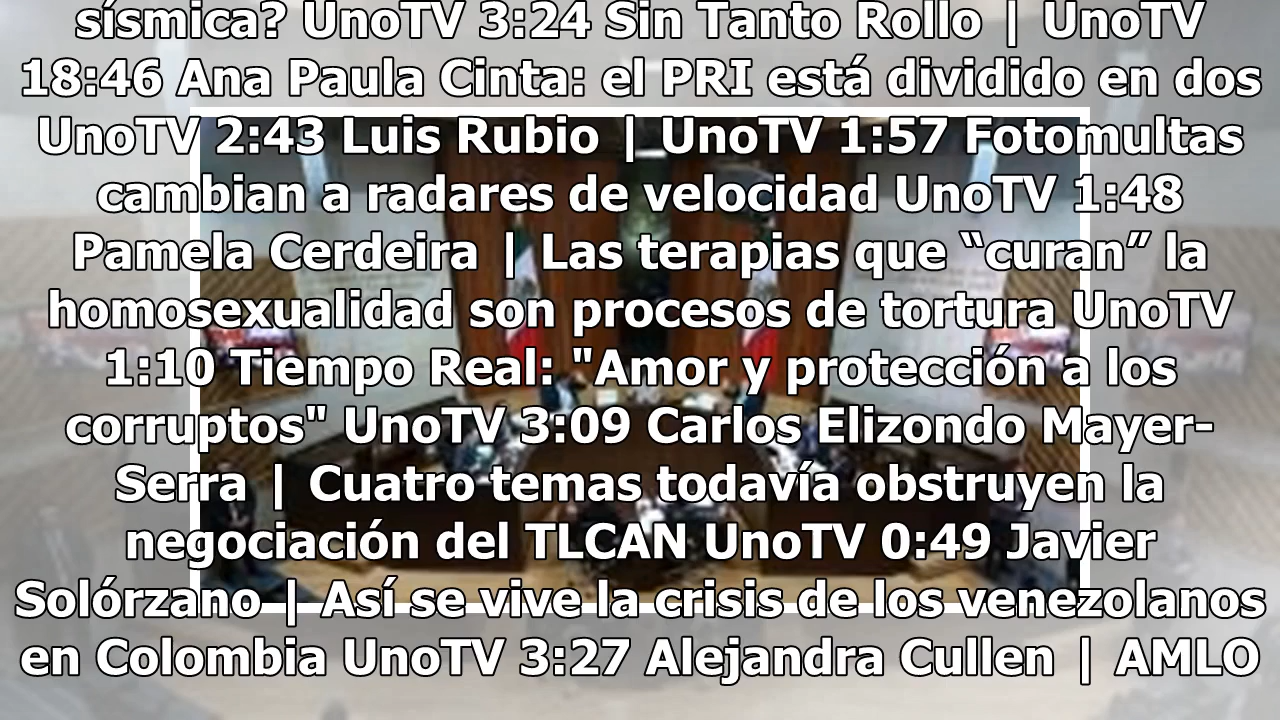 sísmica? UnoTV 3:24 Sin Tanto Rollo | UnoTV
18:46 Ana Paula Cinta: el PRI está dividido en dos
UnoTV 2:43 Luis Rubio | UnoTV 1:57 Fotomultas
cambian a radares de velocidad UnoTV 1:48
Pamela Cerdeira | Las terapias que “curan” la
homosexualidad son procesos de tortura UnoTV
1:10 Tiempo Real: "Amor y protección a los
corruptos" UnoTV 3:09 Carlos Elizondo Mayer-
Serra | Cuatro temas todavía obstruyen la
negociación del TLCAN UnoTV 0:49 Javier
Solórzano | Así se vive la crisis de los venezolanos
en Colombia UnoTV 3:27 Alejandra Cullen | AMLO